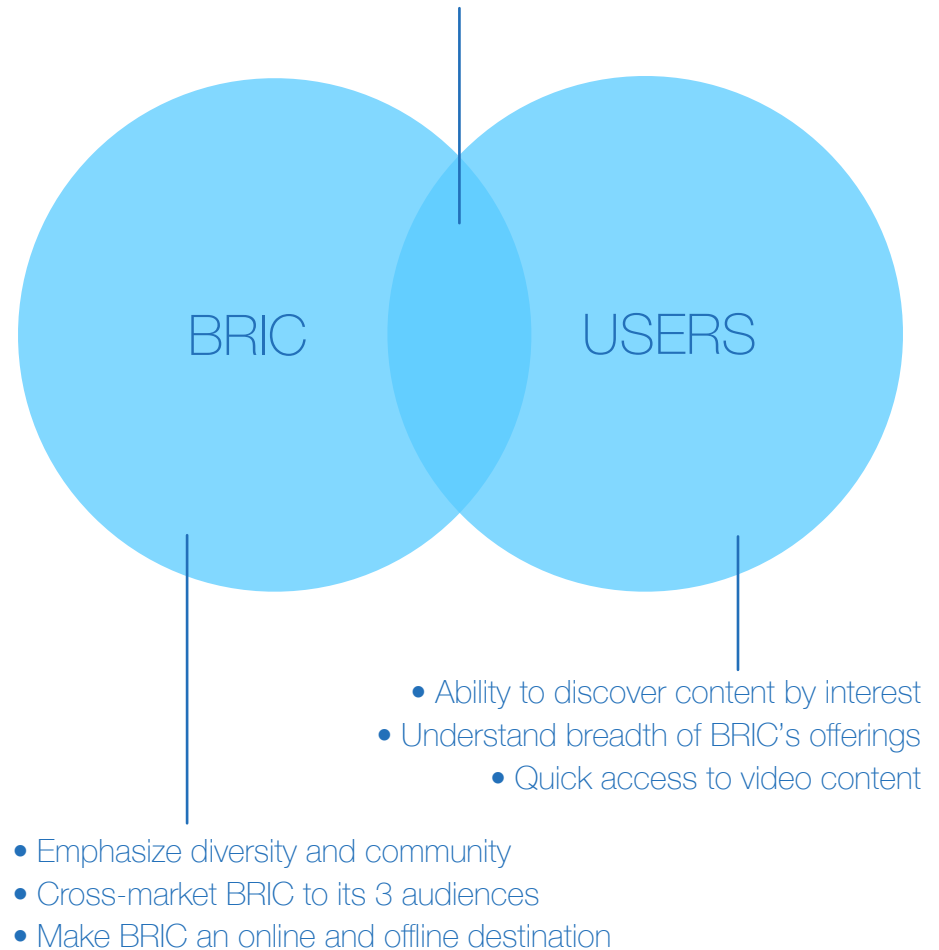 BRIC
USERS
• Ability to discover content by interest
• Understand breadth of BRIC’s offerings
• Quick access to video content
• Emphasize diversity and community
• Cross-market BRIC to its 3 audiences
• Make BRIC an online and offline destination